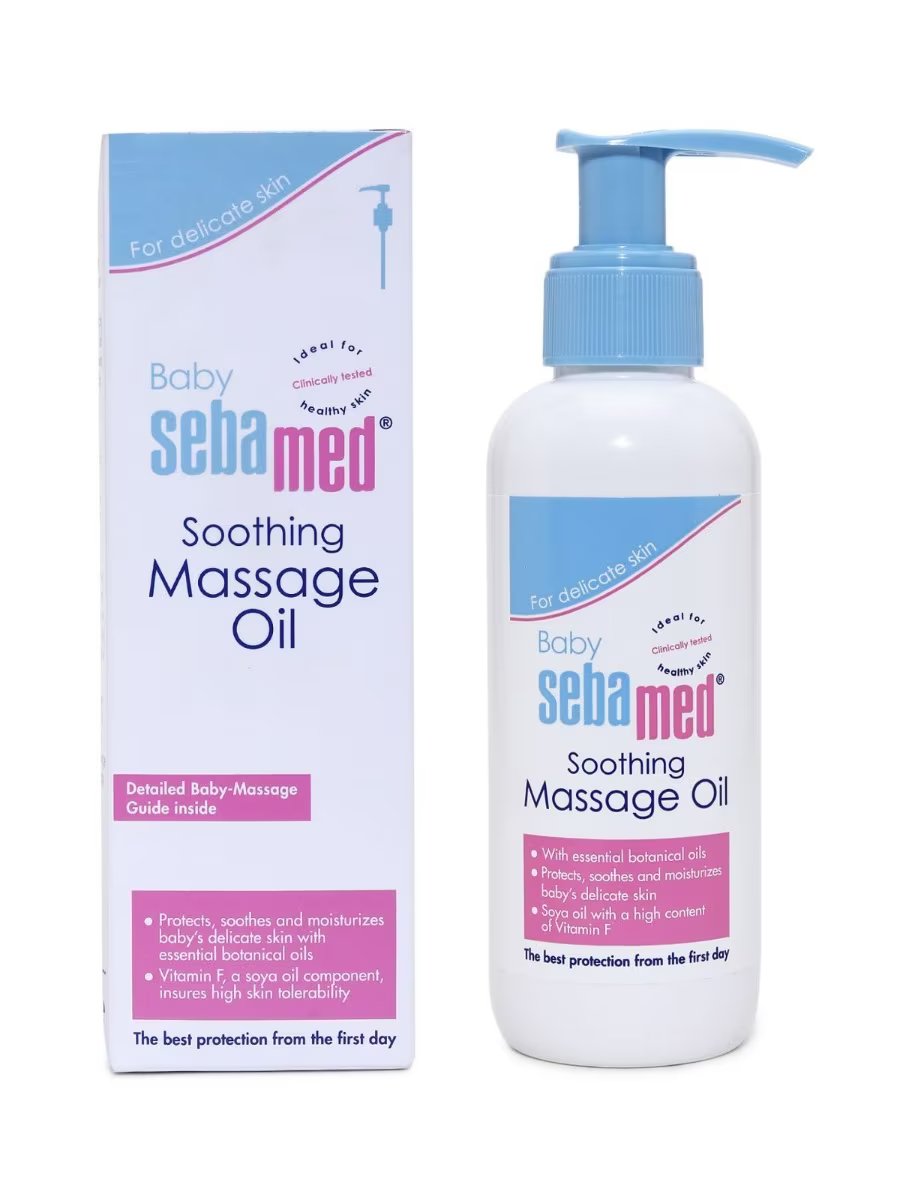 For delicate skin
Ideal for
Clinically tested
healthy skin
Baby
sebamed®
Soothing
Massage
Oil
Detailed Baby-Massage
Guide inside
• Protects, soothes and moisturizes
baby's delicate skin with
essential botanical oils
• Vitamin F, a soya oil component,
insures high skin tolerability
The best protection from the first day
For delicate skin
Ideal for
Clinically tested
healthy skin
Baby
sebamed®
Soothing
Massage Oil
• With essential botanical oils
• Protects, soothes and moisturizes
baby's delicate skin
• Soya oil with a high content
of Vitamin F
The best protection from the first day